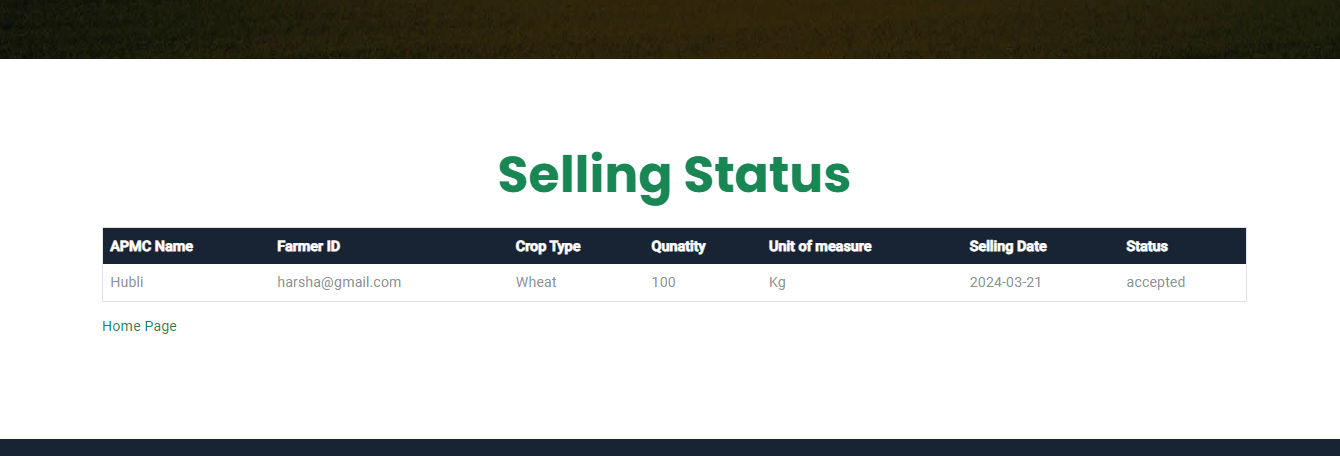 Selling Status
APMC Name Farmer ID Crop Type Qunatity Unit of measure Selling Date Status
Hubli harsha@gmail.com Wheat 100 Kg 2024-03-21 accepted
Home Page